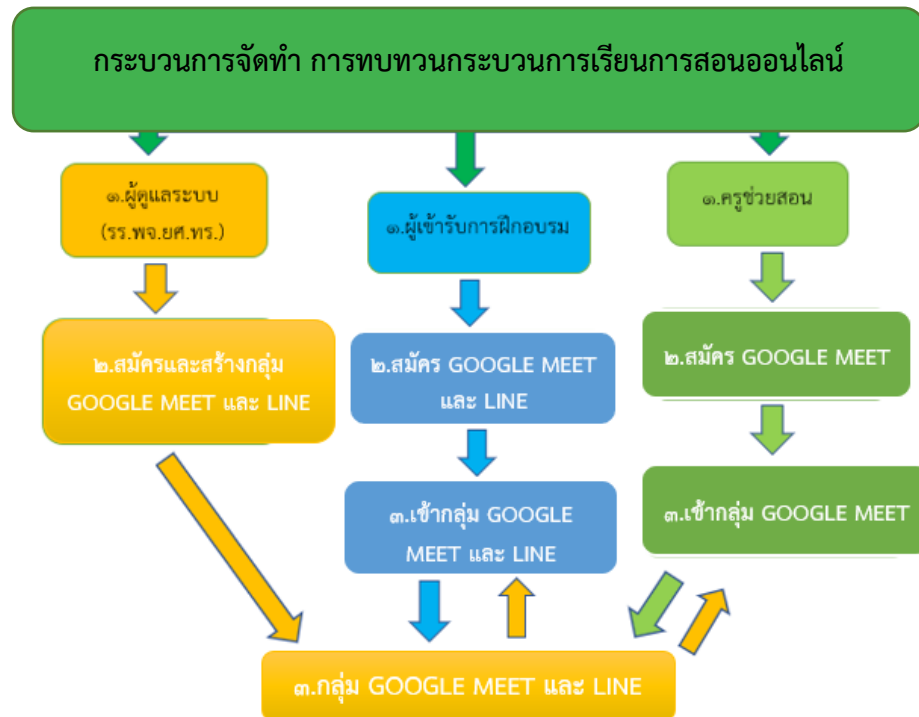 กระบวนการจัดทำ การทบทวนกระบวนการเรียนการสอนออนไลน์
๑.ผู้ดูแลระบบ
(รร.พจ.ยศ.ทร.)
๑.ผู้เข้ารับการฝึกอบรม
๑.ครูช่วยสอน
๒.สมัครและสร้างกลุ่ม
GOOGLE MEET และ LINE
๒.สมัคร GOOGLE MEET
และ LINE
๒.สมัคร GOOGLE MEET
๓.เข้ากลุ่ม GOOGLE
MEET และ LINE
๓.เข้ากลุ่ม GOOGLE MEET
๓.กลุ่ม GOOGLE MEET และ LINE